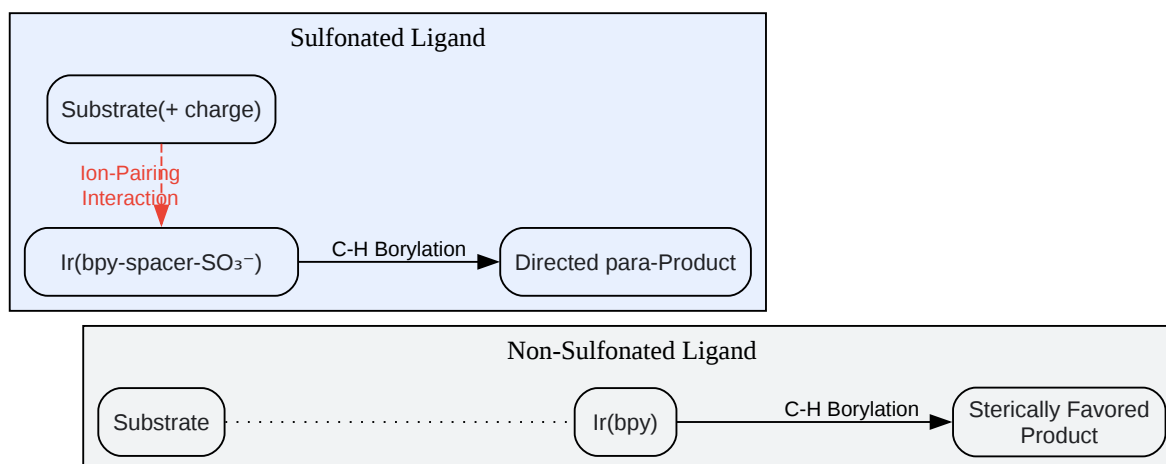 Sulfonated Ligand
Substrate(+ charge)
Ion-Pairing
Interaction
Ir(bpy-spacer-SO₃⁻)
C-H Borylation
Directed para-Product
Non-Sulfonated Ligand
Substrate
Ir(bpy)
C-H Borylation
Sterically Favored
Product